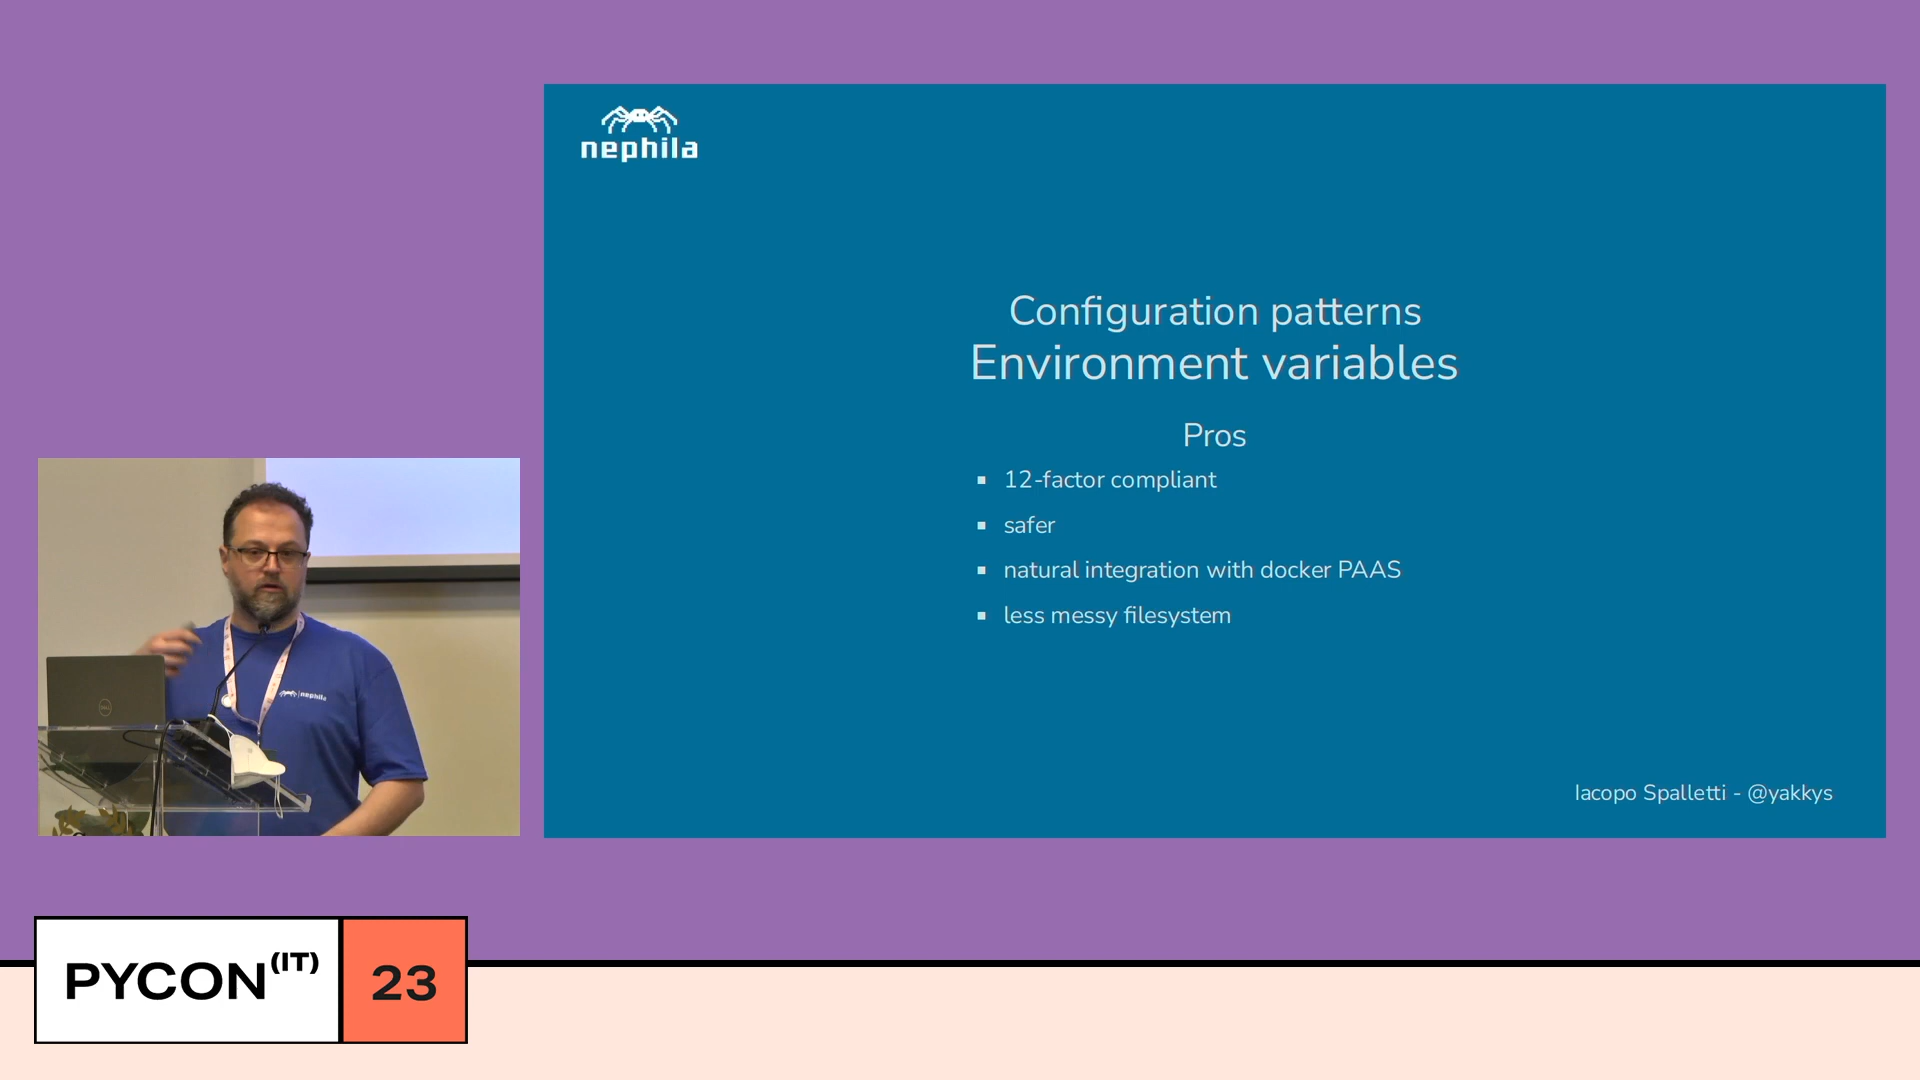 nephila
Configuration patterns
Environment variables
Pros
▪ 12-factor compliant
▪ safer
▪ natural integration with docker PAAS
▪ less messy filesystem
Iacopo Spalletti - @yakkys
nephila
PYCON(IT) 23